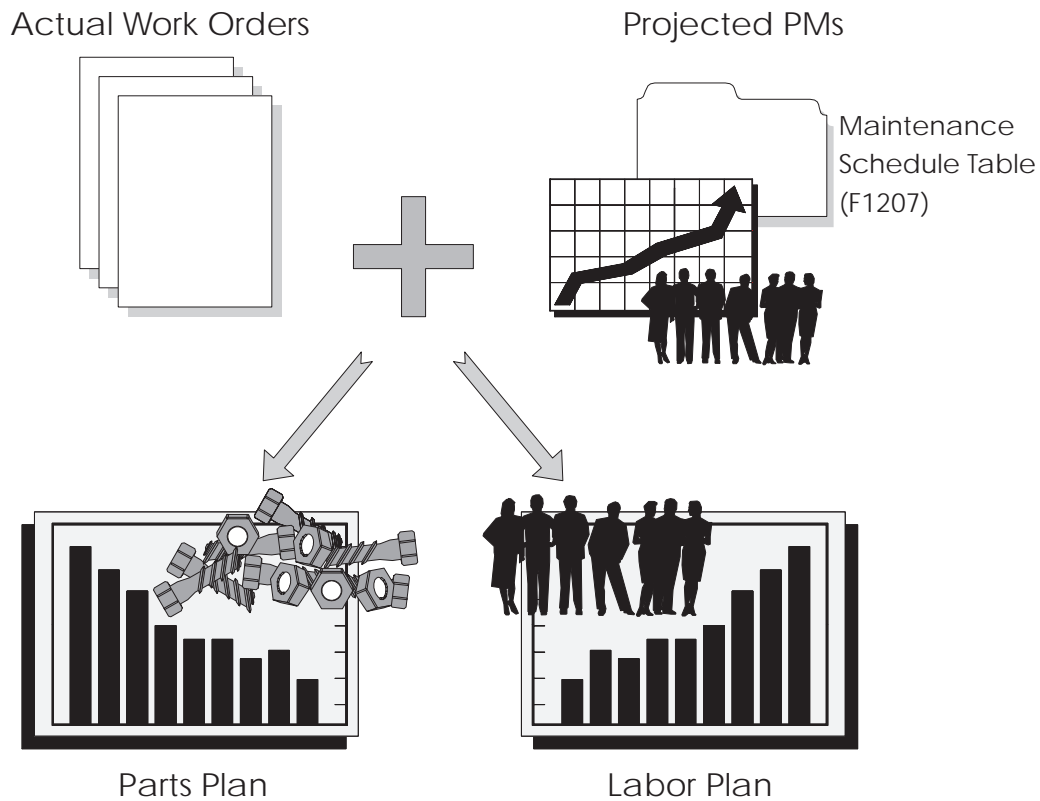 Actual Work Orders
Projected PMs
Maintenance
Schedule Table
(F1207)
Parts Plan
Labor Plan